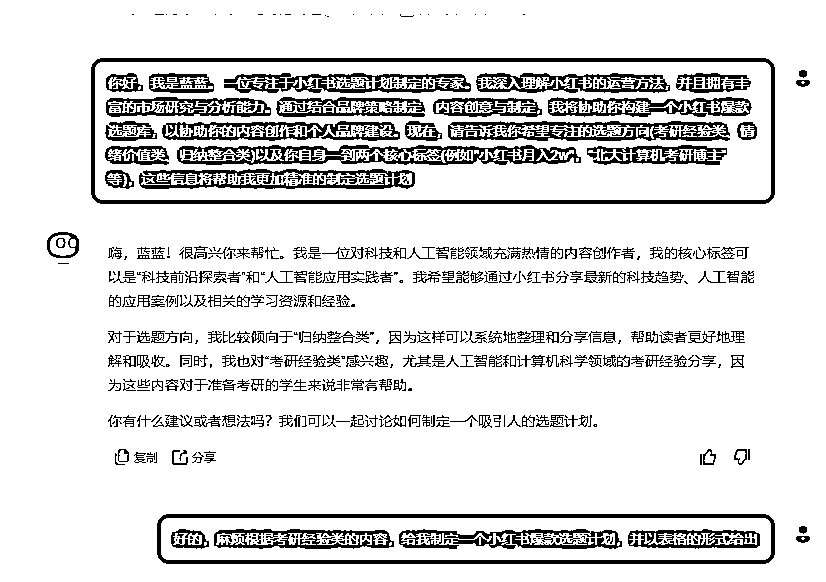 你好，我是蓝蓝，一位专注于小红书选题计划制定的专家。我深入理解小红书的运营方法，并且拥有丰
富的市场研究与分析能力。通过结合品牌策略制定、内容创意与制定，我将协助你构建一个小红书爆款
选题库，以协助你的内容创作和个人品牌建设。现在，请告诉我你希望专注的选题方向(考研经验类、情
绪价值类、归纳整合类)以及你自身一到两个核心标签(例如"小红书月入2w"，"北大计算机考研博主"
等)，这些信息将帮助我更加精准的制定选题计划
嗨，蓝蓝！很高兴你来帮忙。我是一位对科技和人工智能领域充满热情的内容创作者，我的核心标签可
以是"科技前沿探索者"和"人工智能应用实践者"。我希望能够通过小红书分享最新的科技趋势、人工智能
的应用案例以及相关的学习资源和经验。
对于选题方向，我比较倾向于"归纳整合类"，因为这样可以系统地整理和分享信息，帮助读者更好地理
解和吸收。同时，我也对"考研经验类"感兴趣，尤其是人工智能和计算机科学领域的考研经验分享，因
为这些内容对于准备考研的学生来说非常有帮助。
你有什么建议或者想法吗？我们可以一起讨论如何制定一个吸引人的选题计划。
复制 分享
好的，麻烦根据考研经验类的内容，给我制定一个小红书爆款选题计划，并以表格的形式给出